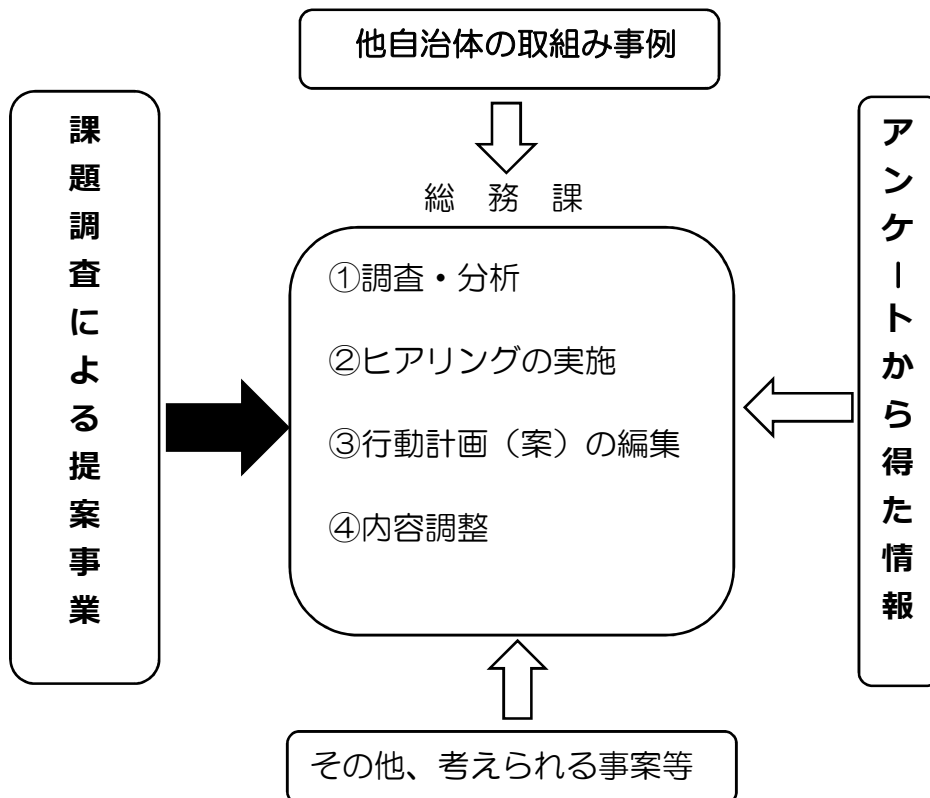 他自治体の取組み事例
課題調査による提案事業
総務課
①調査・分析
②ヒアリングの実施
③行動計画（案）の編集
④内容調整
アンケートから得た情報
その他、考えられる事案等